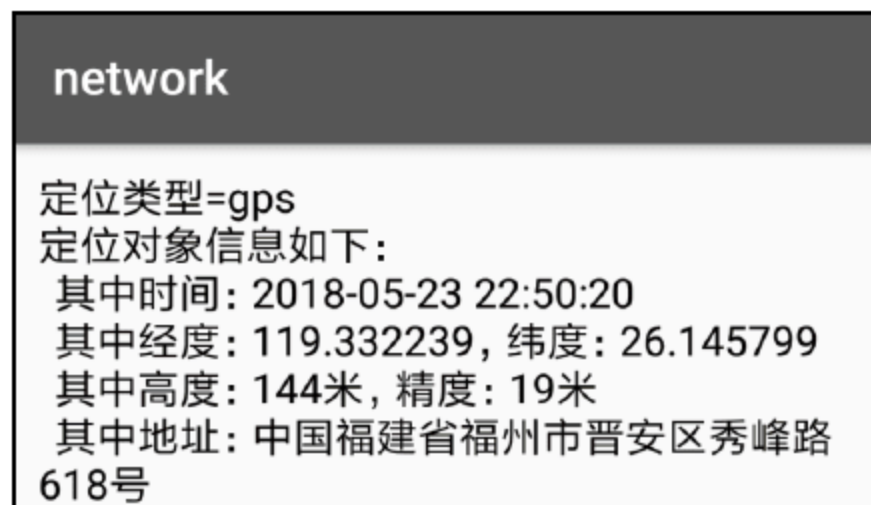 network
定位类型=gps
定位对象信息如下：
其中时间：2018-05-23 22:50:20
其中经度：119.332239，纬度：26.145799
其中高度：144米，精度：19米
其中地址：中国福建省福州市晋安区秀峰路
618号